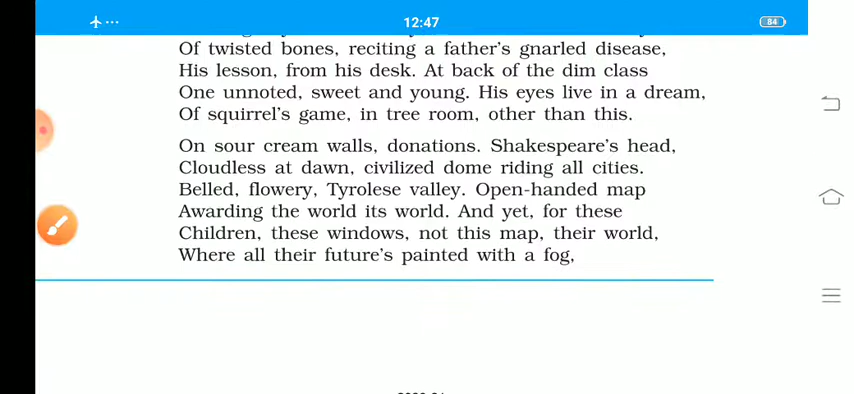 12:47
84
Of twisted bones, reciting a father's gnarled disease,
His lesson, from his desk. At back of the dim class
One unnoted, sweet and young. His eyes live in a dream,
Of squirrel's game, in tree room, other than this.
On sour cream walls, donations. Shakespeare's head,
Cloudless at dawn, civilized dome riding all cities.
Belled, flowery, Tyrolese valley. Open-handed map
Awarding the world its world. And yet, for these
Children, these windows, not this map, their world,
Where all their future's painted with a fog,